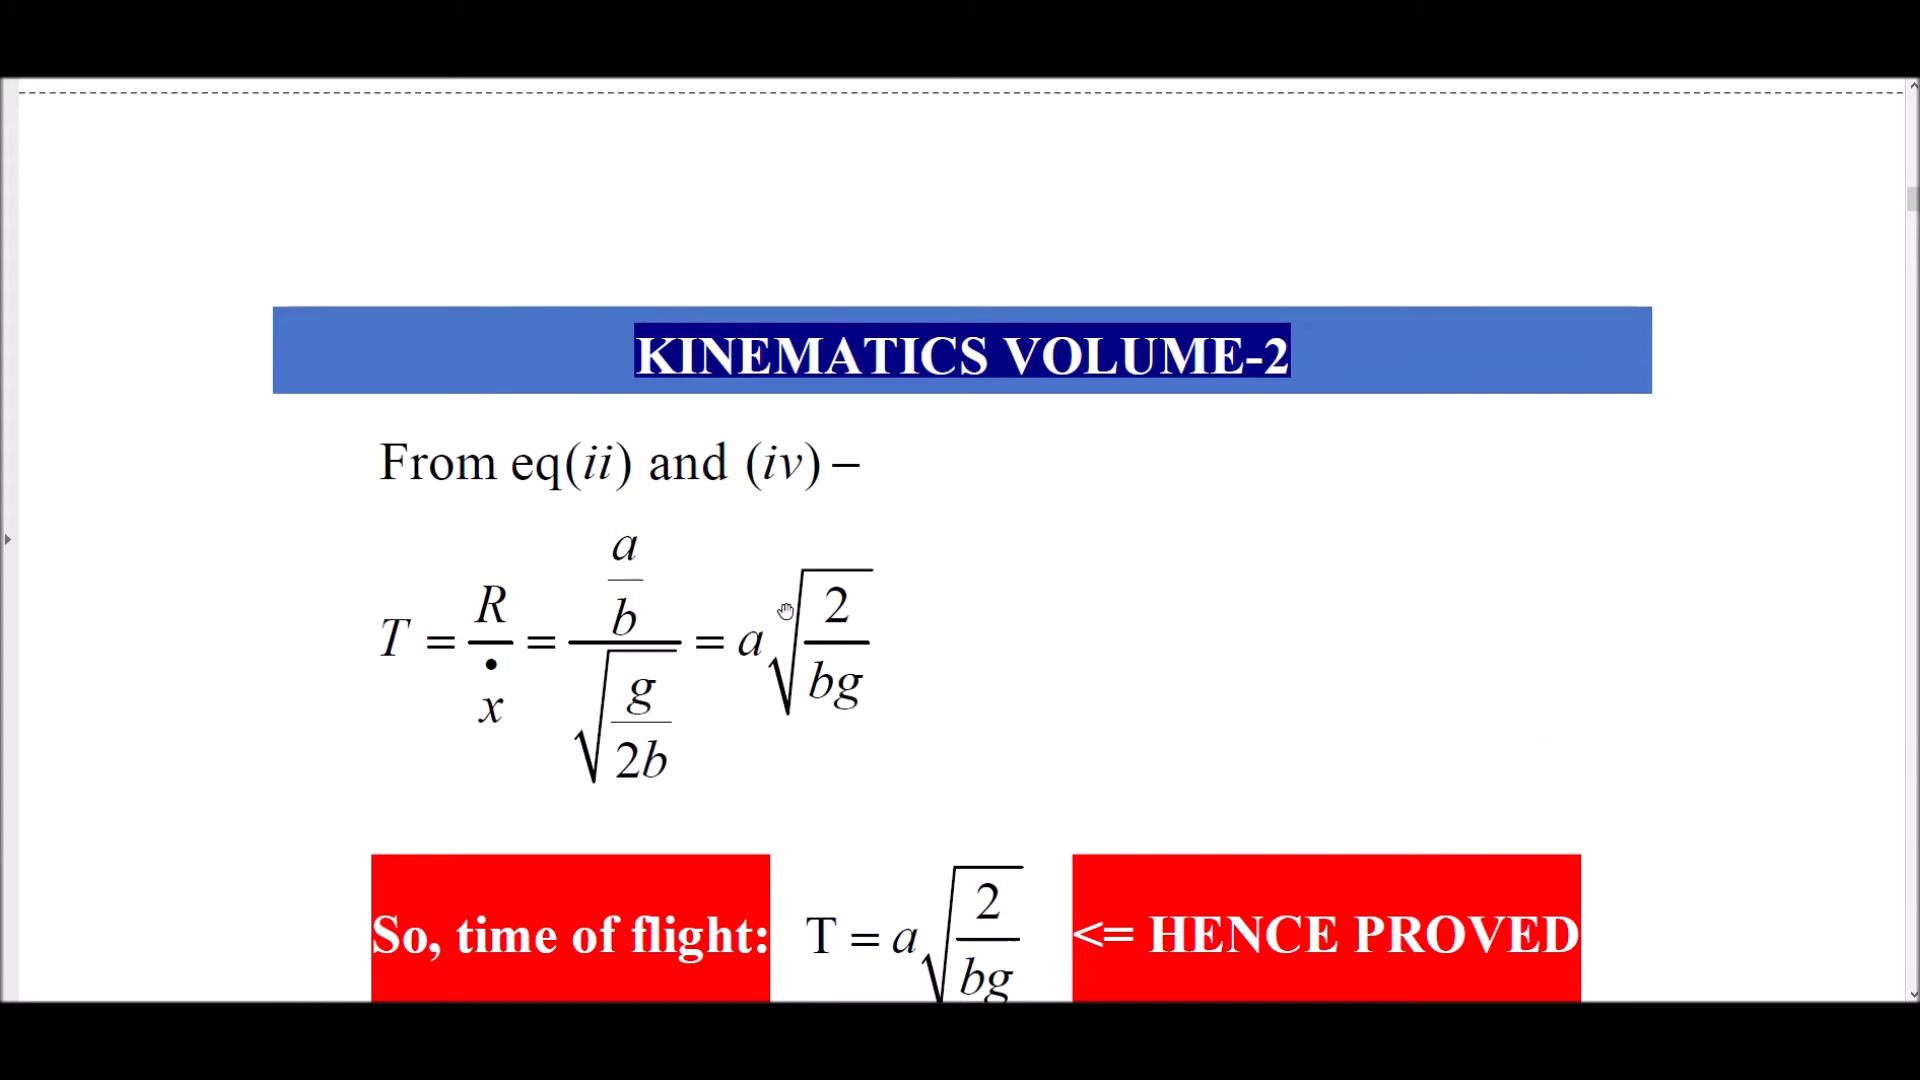 KINEMATICS VOLUME-2
From eq(ii) and (iv) –
T = R/ẋ = (a/b)/√(g/2b) = a√(2/bg)
So, time of flight: T = a√(2/bg) <= HENCE PROVED